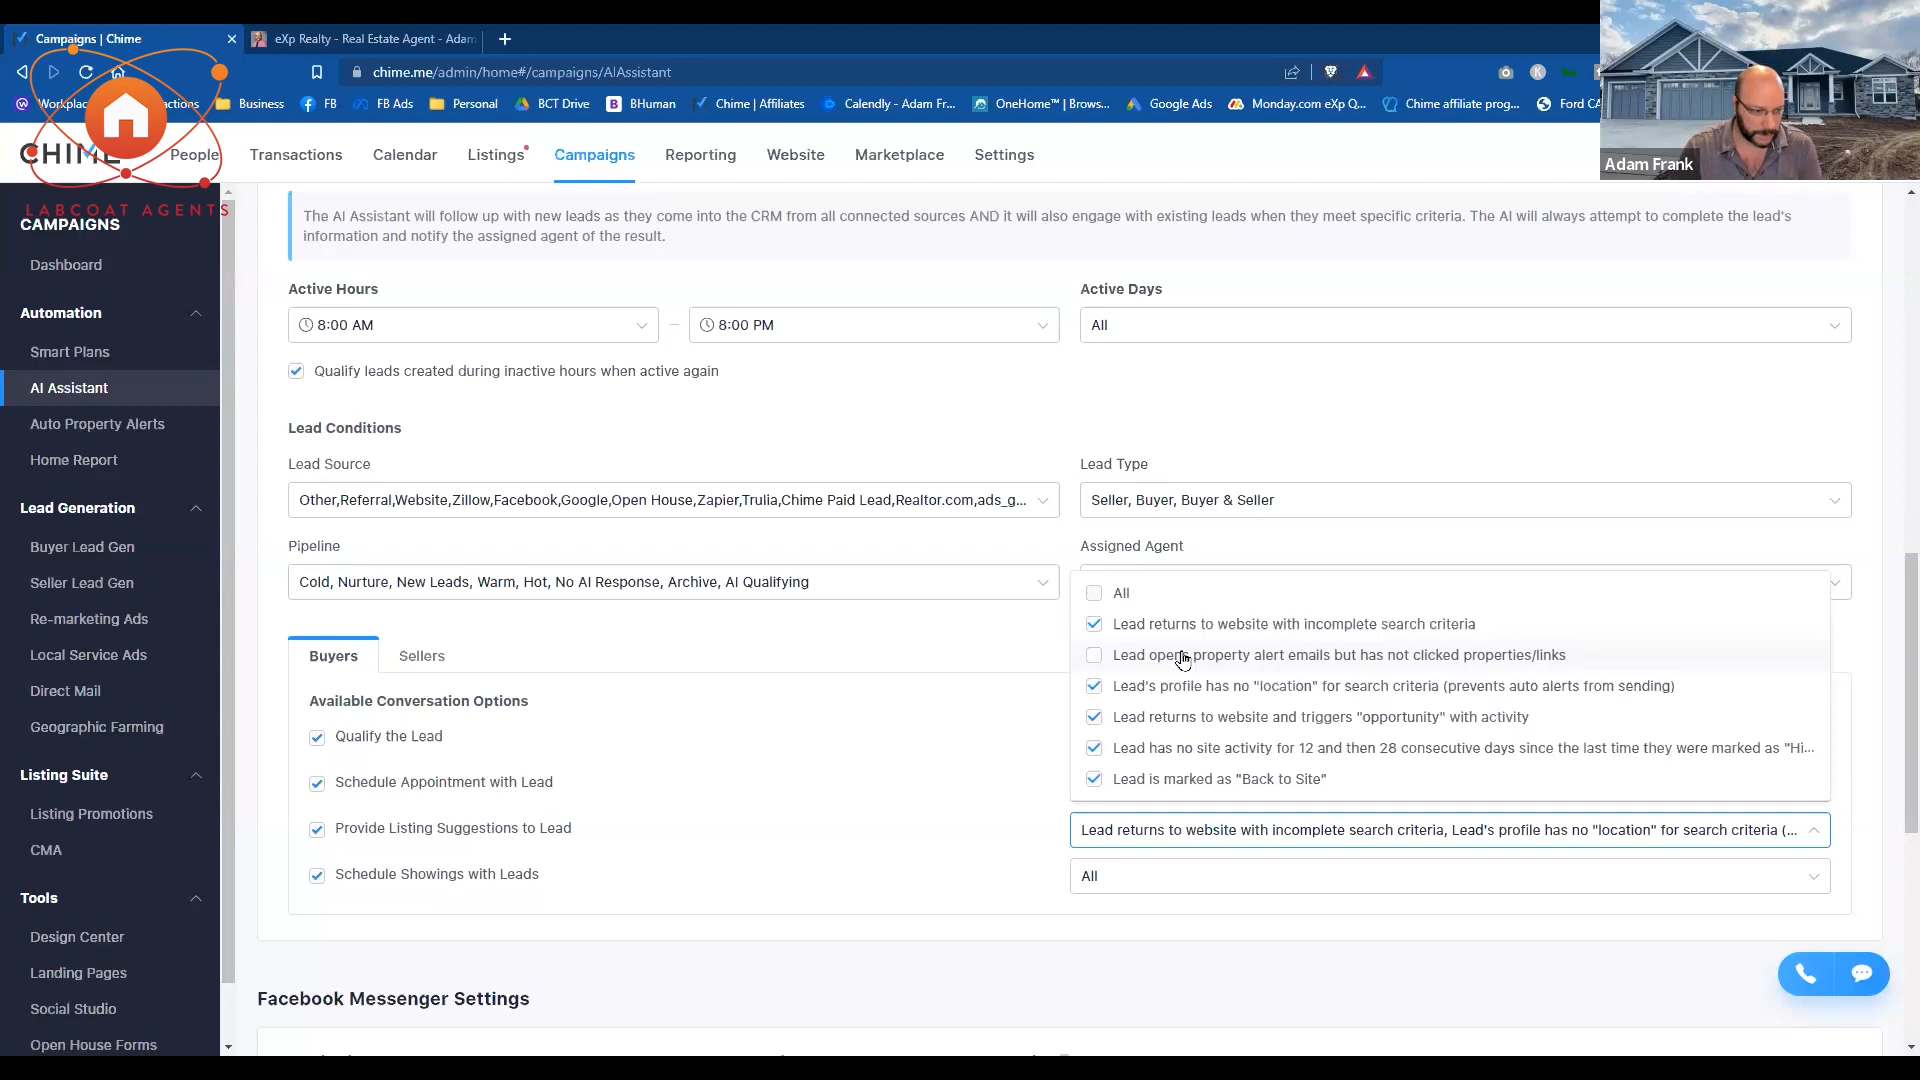 Campaigns | Chime
eXp Realty - Real Estate Agent - Adam
chime.me/admin/home#/campaigns/AIAssistant
Business
FB
FB Ads
Personal
BCT Drive
BHuman
Chime | Affiliates
Calendly - Adam Fr...
OneHome™ | Brows...
Google Ads
Monday.com eXp Q...
Chime affiliate prog...
Adam Frank
CHIME
People
Transactions
Calendar
Listings
Campaigns
Reporting
Website
Marketplace
Settings
LABCOAT AGENTS
CAMPAIGNS
Dashboard
Automation
Smart Plans
AI Assistant
Auto Property Alerts
Home Report
Lead Generation
Buyer Lead Gen
Seller Lead Gen
Re-marketing Ads
Local Service Ads
Direct Mail
Geographic Farming
Listing Suite
Listing Promotions
CMA
Tools
Design Center
Landing Pages
Social Studio
Open House Forms
The AI Assistant will follow up with new leads as they come into the CRM from all connected sources AND it will also engage with existing leads when they meet specific criteria. The AI will always attempt to complete the lead's
information and notify the assigned agent of the result.
Active Hours
8:00 AM
–
8:00 PM
Active Days
All
Qualify leads created during inactive hours when active again
Lead Conditions
Lead Source
Other,Referral,Website,Zillow,Facebook,Google,Open House,Zapier,Trulia,Chime Paid Lead,Realtor.com,ads_g...
Lead Type
Seller, Buyer, Buyer & Seller
Pipeline
Cold, Nurture, New Leads, Warm, Hot, No AI Response, Archive, AI Qualifying
Assigned Agent
All
Lead returns to website with incomplete search criteria
Lead opens property alert emails but has not clicked properties/links
Lead's profile has no "location" for search criteria (prevents auto alerts from sending)
Lead returns to website and triggers "opportunity" with activity
Lead has no site activity for 12 and then 28 consecutive days since the last time they were marked as "Hi...
Lead is marked as "Back to Site"
Buyers
Sellers
Available Conversation Options
Qualify the Lead
Schedule Appointment with Lead
Provide Listing Suggestions to Lead
Lead returns to website with incomplete search criteria, Lead's profile has no "location" for search criteria (...
Schedule Showings with Leads
All
Facebook Messenger Settings